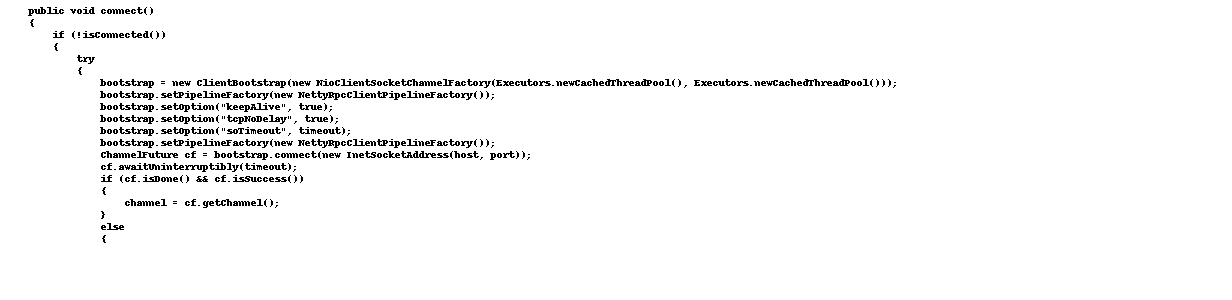 public void connect()
{
if (!isConnected())
{
try
{
bootstrap = new ClientBootstrap(new NioClientSocketChannelFactory(Executors.newCachedThreadPool(), Executors.newCachedThreadPool()));
bootstrap.setPipelineFactory(new NettyRpcClientPipelineFactory());
bootstrap.setOption("keepAlive", true);
bootstrap.setOption("tcpNoDelay", true);
bootstrap.setOption("soTimeout", timeout);
bootstrap.setPipelineFactory(new NettyRpcClientPipelineFactory());
ChannelFuture cf = bootstrap.connect(new InetSocketAddress(host, port));
cf.awaitUninterruptibly(timeout);
if (cf.isDone() && cf.isSuccess())
{
channel = cf.getChannel();
}
else
{